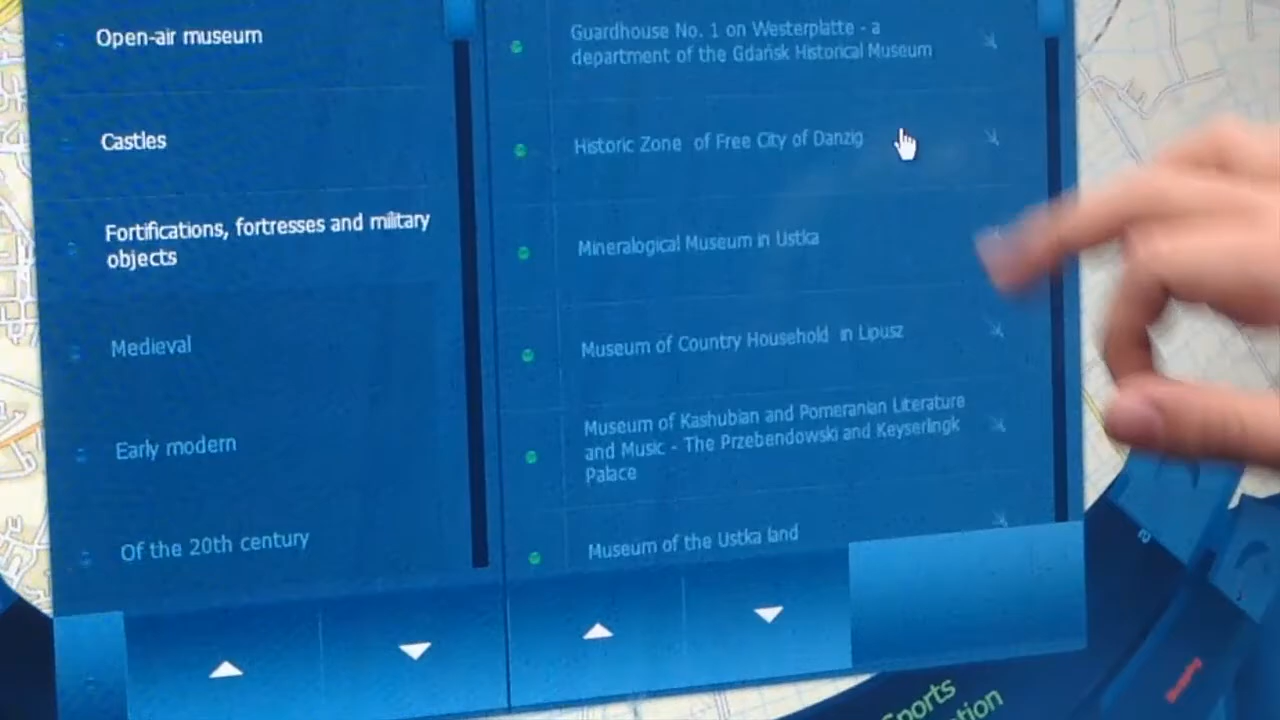 Open-air museum
Castles
Fortifications, fortresses and military
objects
Medieval
Early modern
Of the 20th century
Guardhouse No. 1 on Westerplatte - a
department of the Gdańsk Historical Museum
Historic Zone of Free City of Danzig
Mineralogical Museum in Ustka
Museum of Country Household in Lipusz
Museum of Kashubian and Pomeranian Literature
and Music - The Przebendowski and Keyserlingk
Palace
Museum of the Ustka land